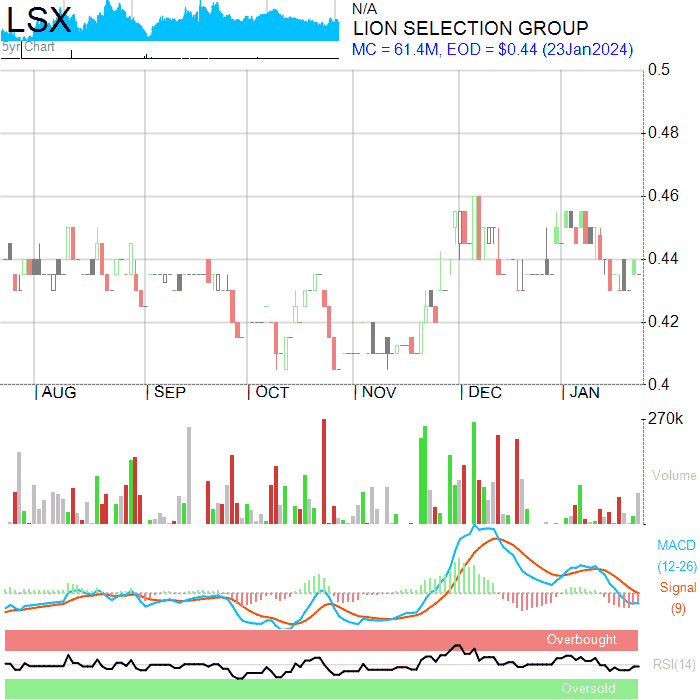 LSX
5yr Chart
N/A
LION SELECTION GROUP
MC = 61.4M, EOD = $0.44 (23Jan2024)
0.5
0.48
0.46
0.44
0.42
0.4
AUG SEP OCT NOV DEC JAN
270k
Volume
MACD
(12-26)
Signal
(9)
Overbought
RSI(14)
Oversold